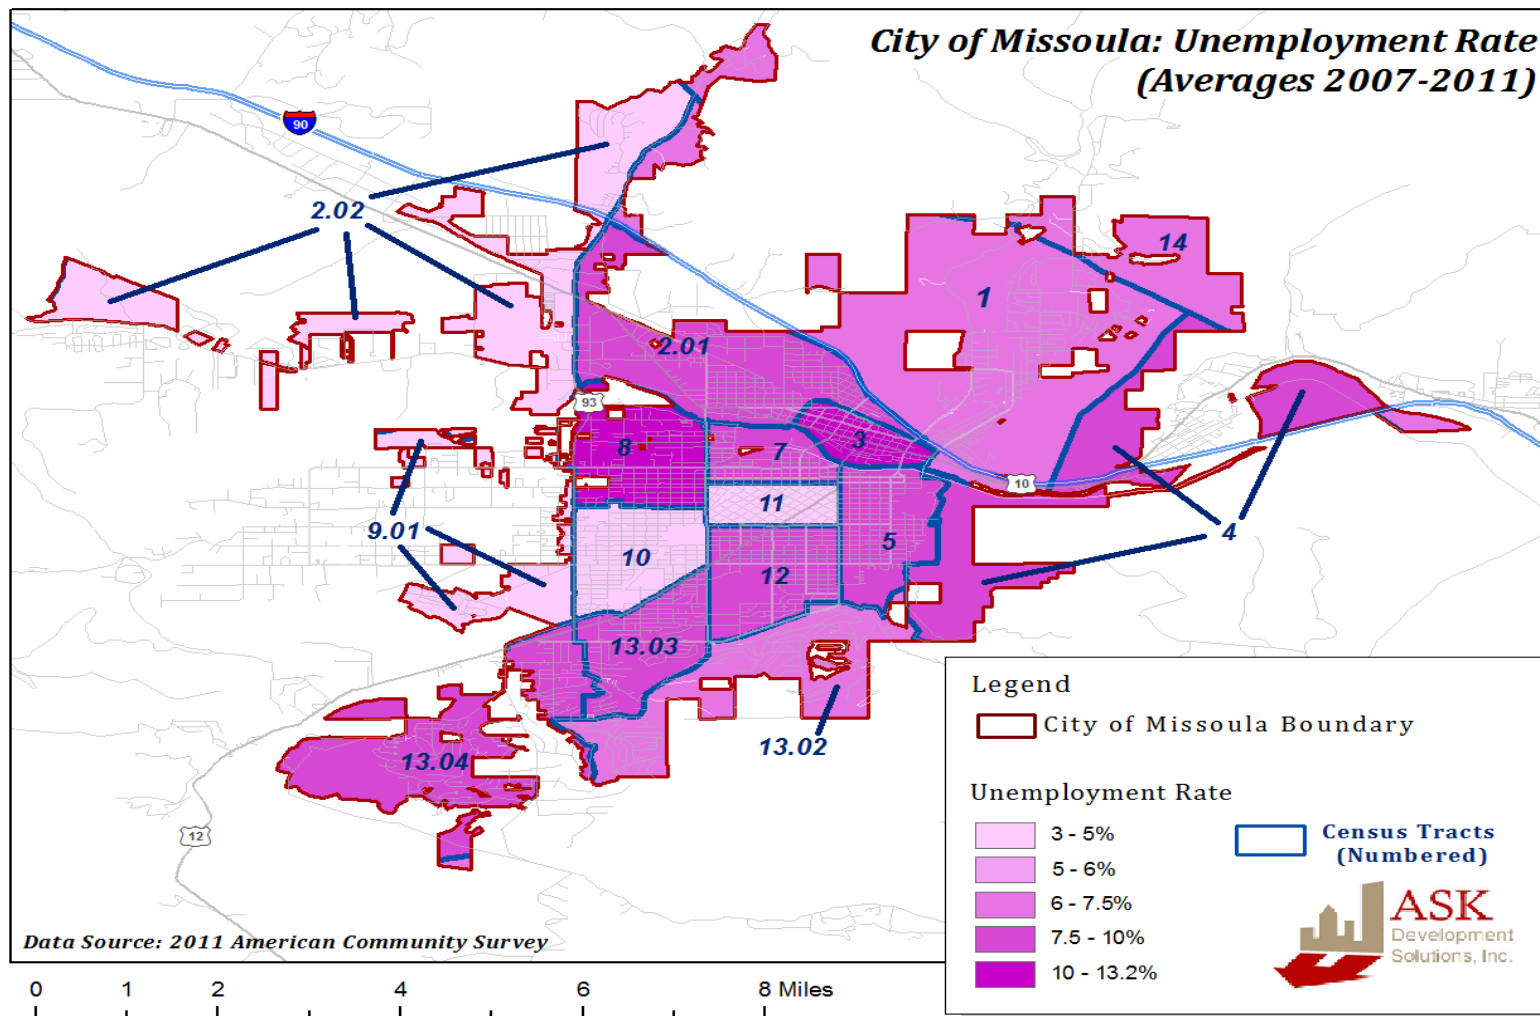 City of Missoula: Unemployment Rate
(Averages 2007-2011)
90
2.02
14
1
2.01
93
8
3
7
10
11
9.01
5
4
10
12
13.03
13.02
13.04
12
Legend
City of Missoula Boundary
Unemployment Rate
3 - 5%
5 - 6%
6 - 7.5%
7.5 - 10%
10 - 13.2%
Census Tracts
(Numbered)
ASK
Development
Solutions, Inc.
Data Source: 2011 American Community Survey
0 1 2 4 6 8 Miles